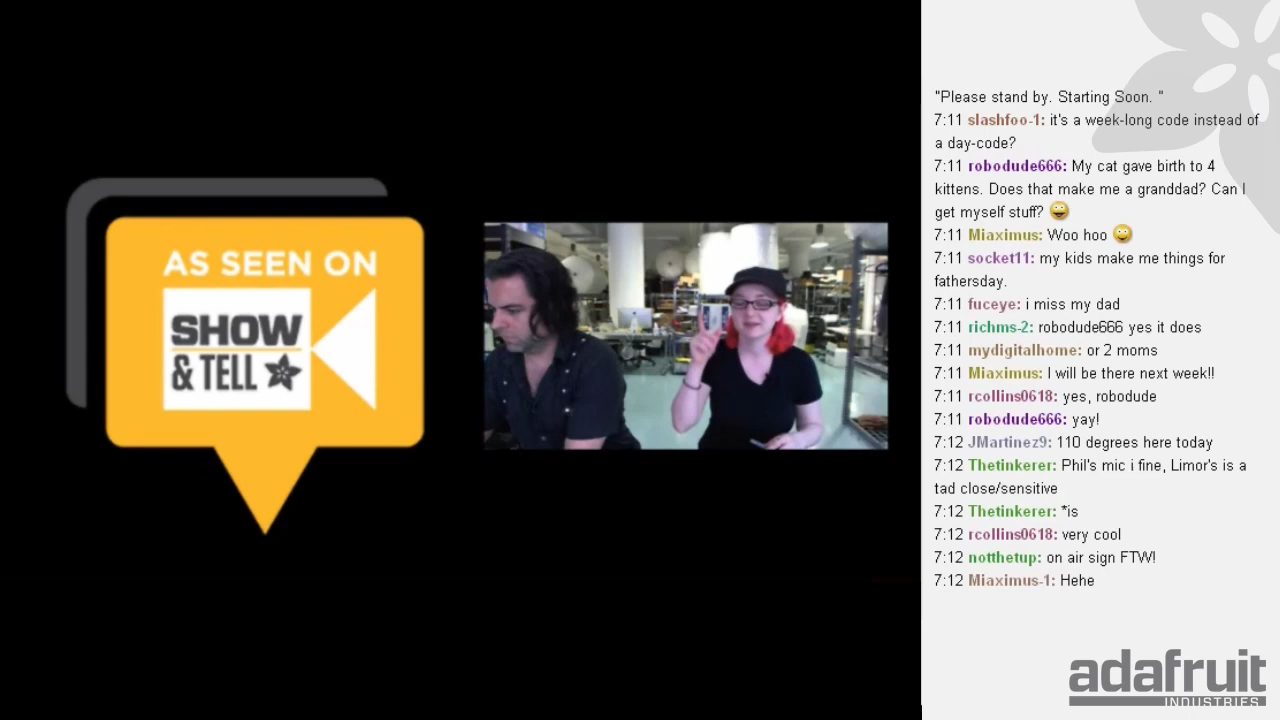 AS SEEN ON
SHOW
& TELL
"Please stand by. Starting Soon. "
7:11 slashfoo-1: it's a week-long code instead of
a day-code?
7:11 robodude666: My cat gave birth to 4
kittens. Does that make me a granddad? Can I
get myself stuff?
7:11 Miaximus: Woo hoo
7:11 socket11: my kids make me things for
fathersday.
7:11 fuceye: i miss my dad
7:11 richms-2: robodude666 yes it does
7:11 mydigitalhome: or 2 moms
7:11 Miaximus: I will be there next week!!
7:11 rcollins0618: yes, robodude
7:11 robodude666: yay!
7:12 JMartinez9: 110 degrees here today
7:12 Thetinkerer: Phil's mic i fine, Limor's is a
tad close/sensitive
7:12 Thetinkerer: *is
7:12 rcollins0618: very cool
7:12 notthetup: on air sign FTW!
7:12 Miaximus-1: Hehe
adafruit
INDUSTRIES